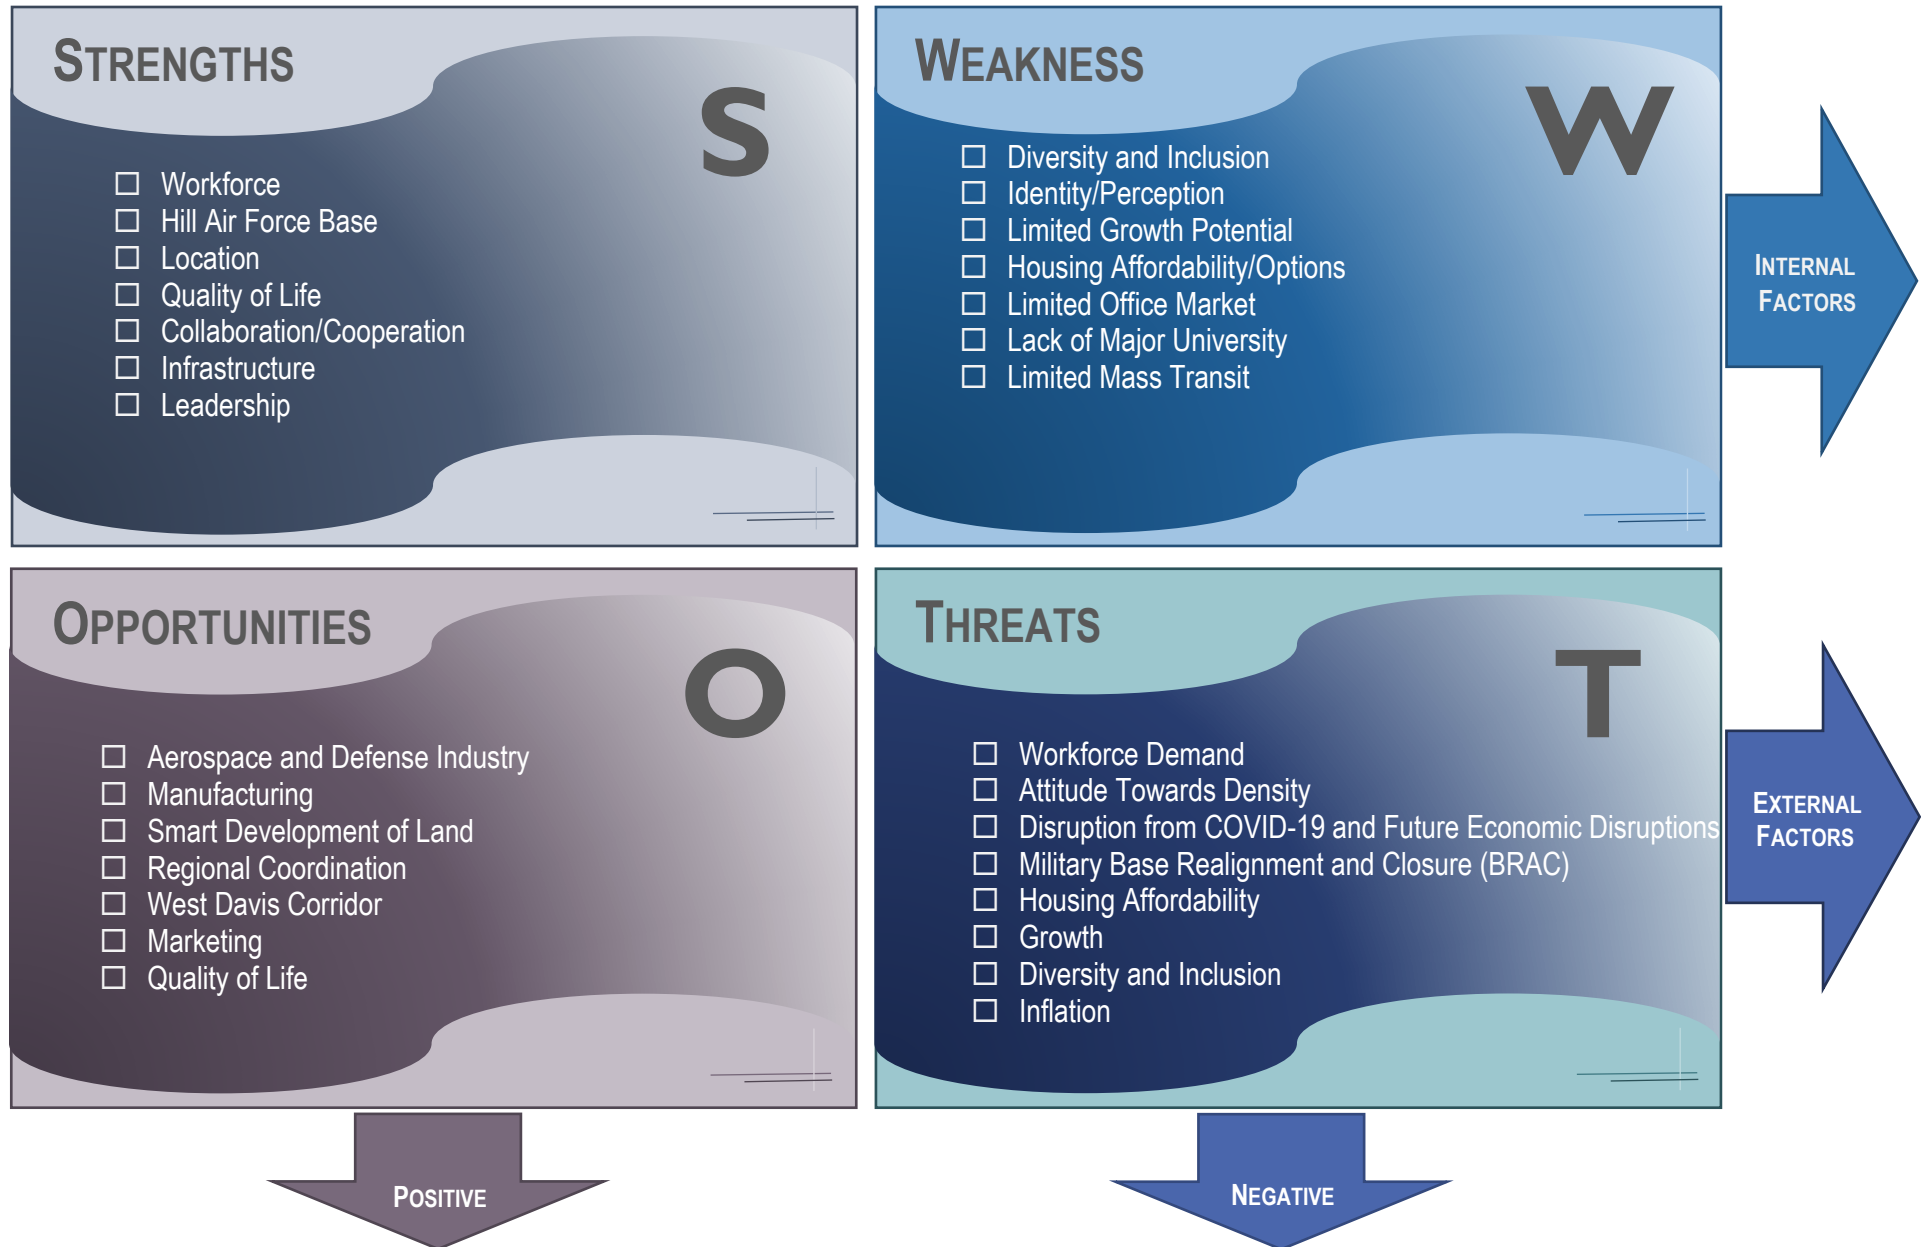 STRENGTHS
S
☐ Workforce
☐ Hill Air Force Base
☐ Location
☐ Quality of Life
☐ Collaboration/Cooperation
☐ Infrastructure
☐ Leadership
WEAKNESS
W
☐ Diversity and Inclusion
☐ Identity/Perception
☐ Limited Growth Potential
☐ Housing Affordability/Options
☐ Limited Office Market
☐ Lack of Major University
☐ Limited Mass Transit
INTERNAL
FACTORS
OPPORTUNITIES
O
☐ Aerospace and Defense Industry
☐ Manufacturing
☐ Smart Development of Land
☐ Regional Coordination
☐ West Davis Corridor
☐ Marketing
☐ Quality of Life
THREATS
T
☐ Workforce Demand
☐ Attitude Towards Density
☐ Disruption from COVID-19 and Future Economic Disruptions
☐ Military Base Realignment and Closure (BRAC)
☐ Housing Affordability
☐ Growth
☐ Diversity and Inclusion
☐ Inflation
EXTERNAL
FACTORS
POSITIVE
NEGATIVE